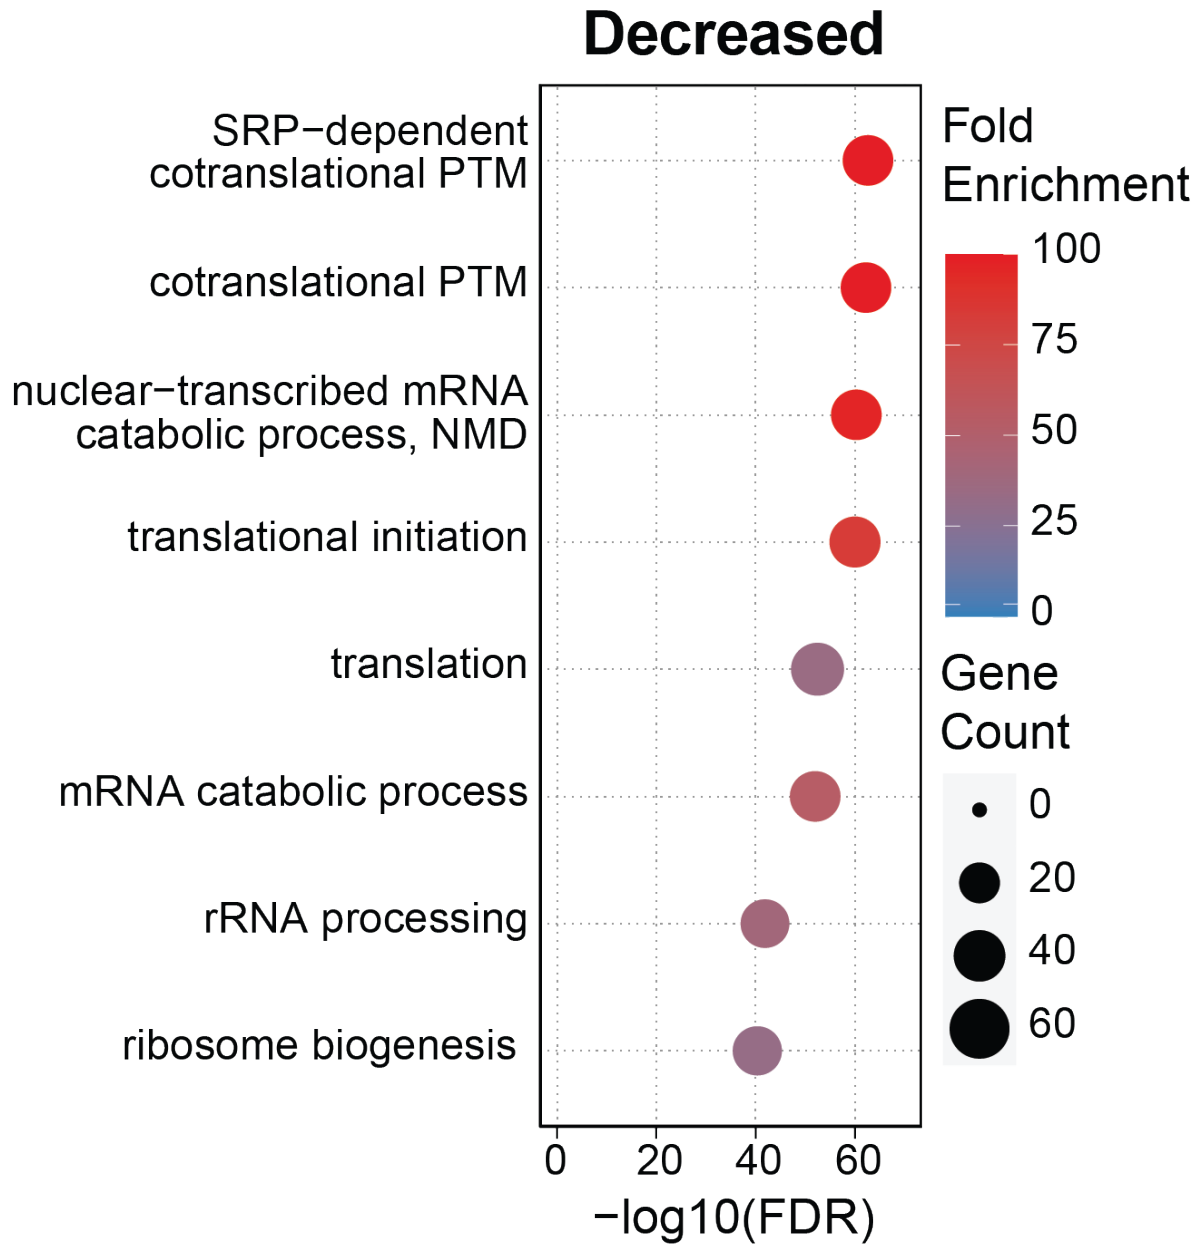 Decreased
SRP−dependent
cotranslational PTM
cotranslational PTM
nuclear−transcribed mRNA
catabolic process, NMD
translational initiation
translation
mRNA catabolic process
rRNA processing
ribosome biogenesis
0 20 40 60
−log10(FDR)
Fold
Enrichment
100
75
50
25
0
Gene
Count
0
20
40
60